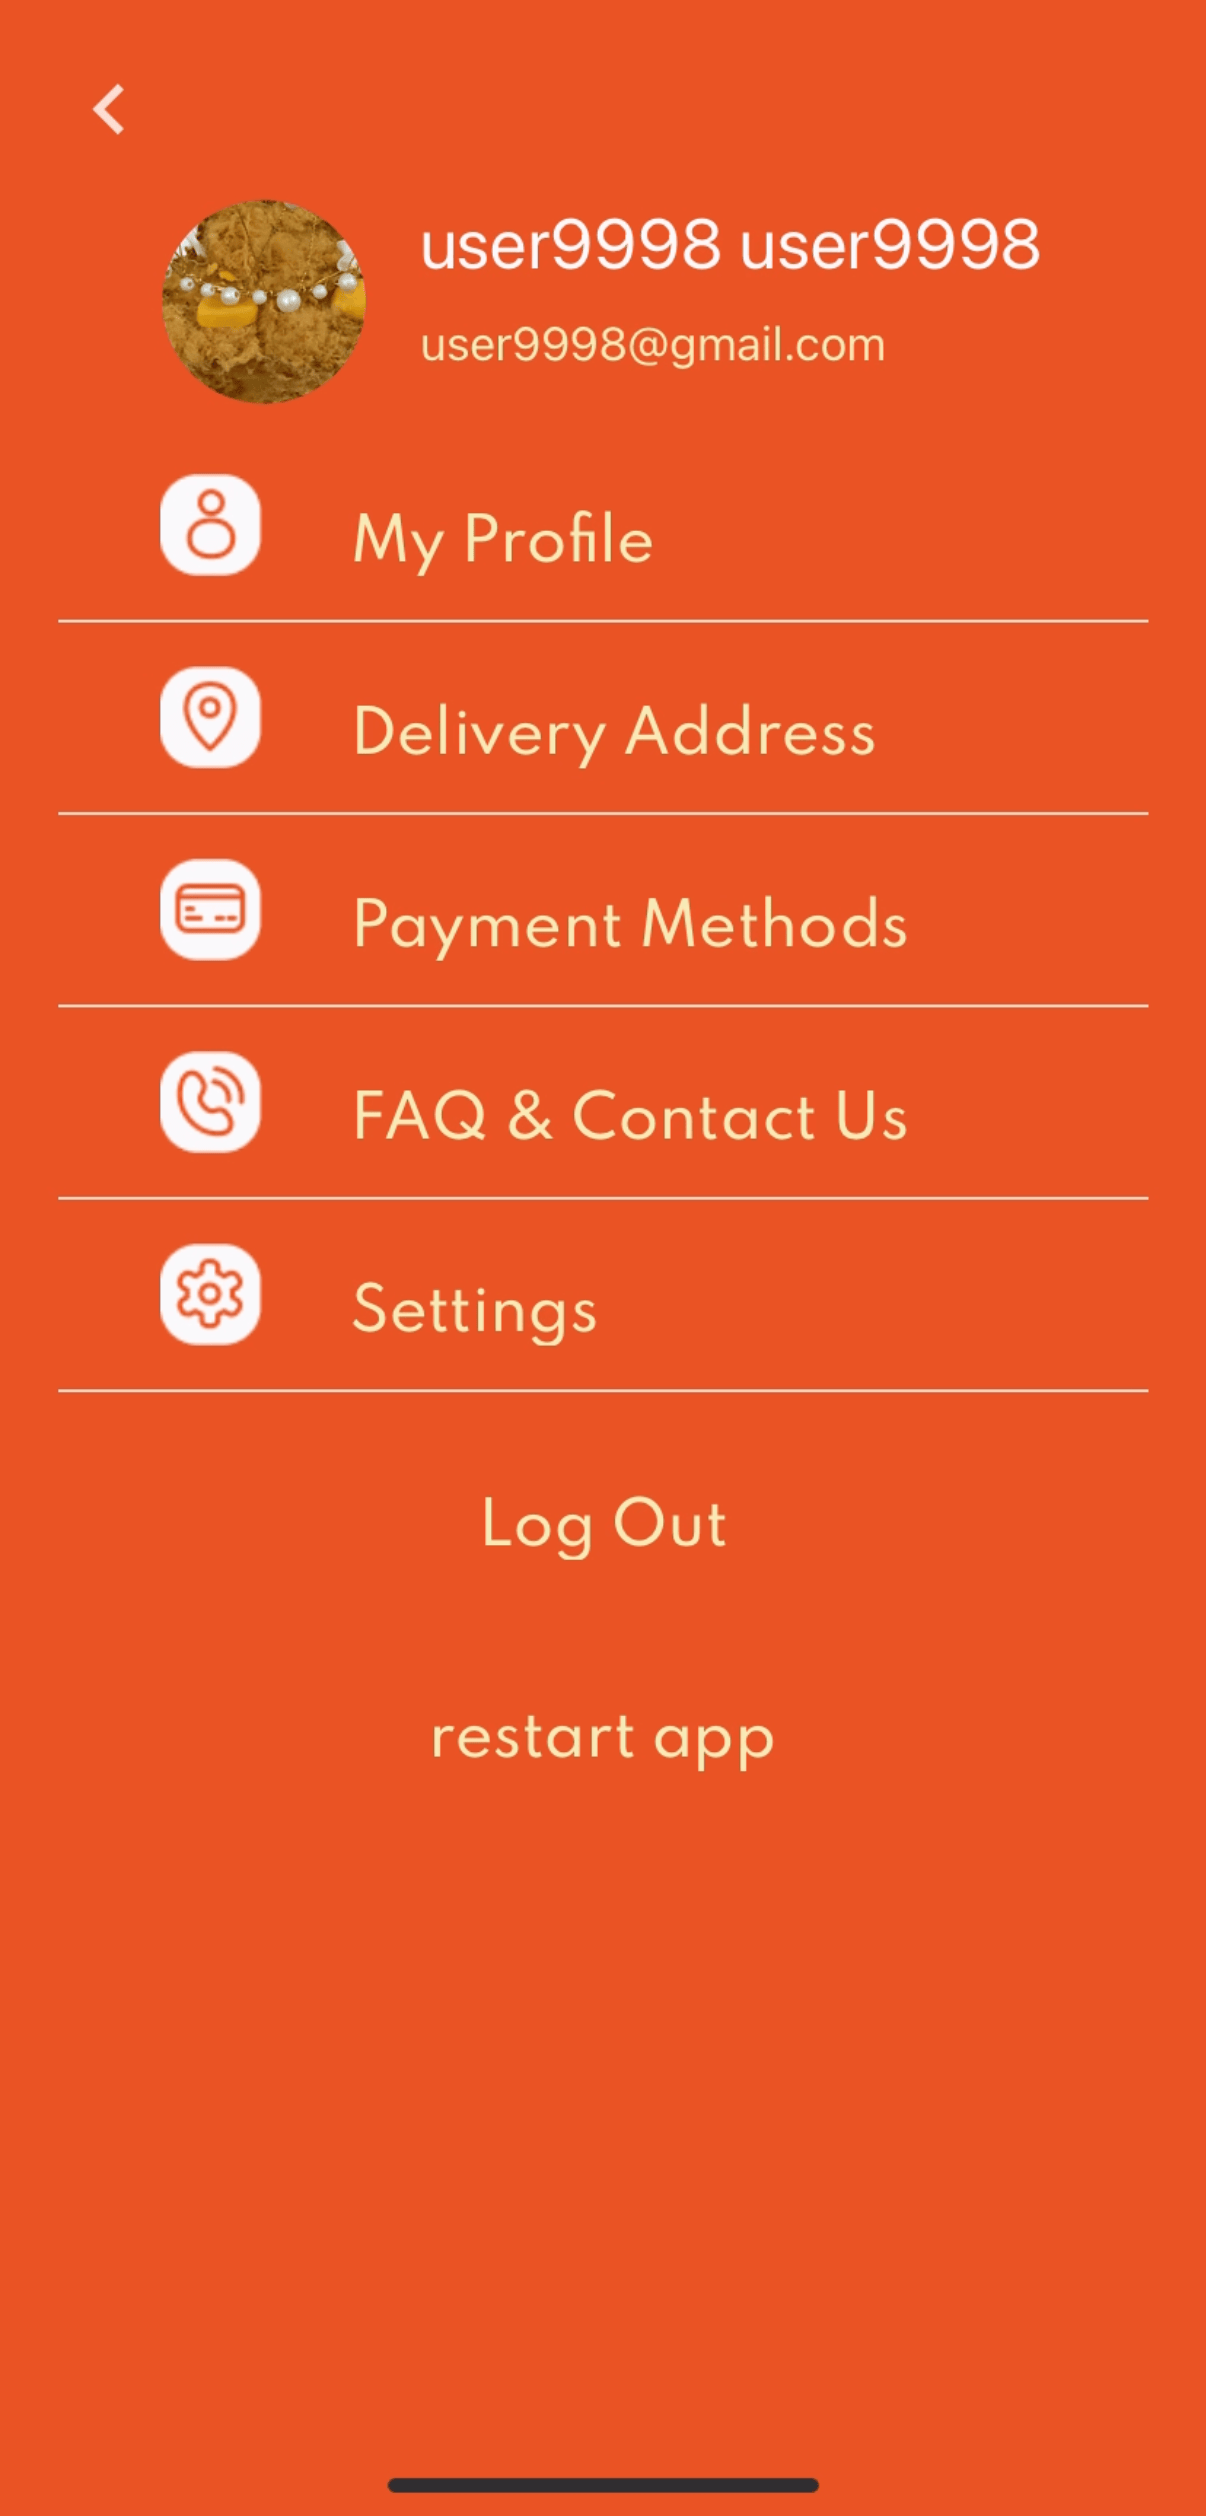 user9998 user9998
user9998@gmail.com
My Profile
Delivery Address
Payment Methods
FAQ & Contact Us
Settings
Log Out
restart app